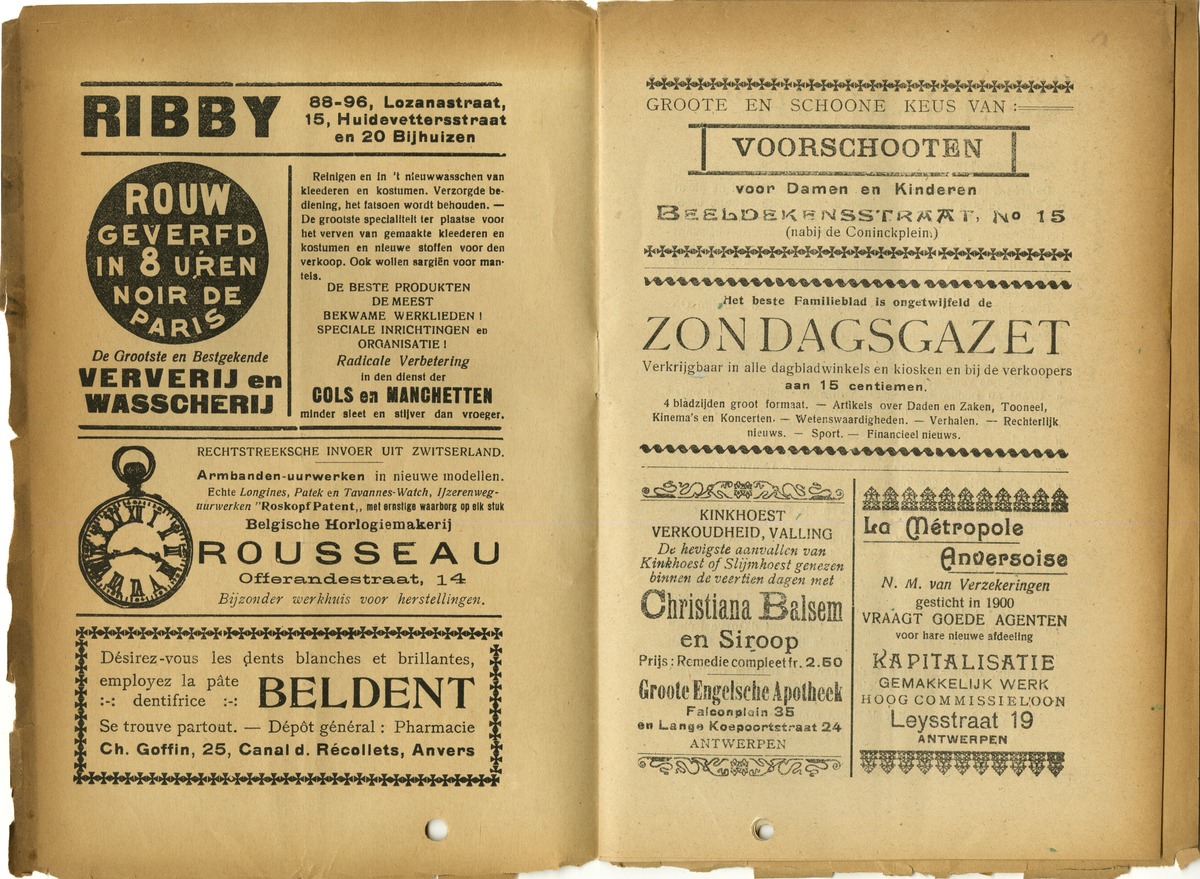 RIBBY
88-96, Lozanastraat,
15, Huidevettersstraat
en 20 Bijhuizen
ROUW
GEVERFD
IN 8 UREN
NOIR DE
PARIS
De Grootste en Bestgekende
VERVERIJ en
WASSCHERIJ
Reinigen en in 't nieuwwasschen van
kleederen en kostumen. Verzorgde be-
diening, het fatsoen wordt behouden. —
De grootste specialiteit ter plaatse voor
het verven van gemaakte kleederen en
kostumen en nieuwe stoffen voor den
verkoop. Ook wollen sargiën voor man-
tels.
DE BESTE PRODUKTEN
DE MEEST
BEKWAME WERKLIEDEN !
SPECIALE INRICHTINGEN en
ORGANISATIE !
Radicale Verbetering
in den dienst der
COLS en MANCHETTEN
minder sleet en stijver dan vroeger.
RECHTSTREEKSCHE INVOER UIT ZWITSERLAND.
Armbanden-uurwerken in nieuwe modellen.
Echte Longines, Patek en Tavannes-Watch, IJzerenweg-
uurwerken "Roskopf Patent,, met ernstige waarborg op elk stuk
Belgische Horlogiemakerij
ROUSSEAU
Offerandestraat, 14
Bijzonder werkhuis voor herstellingen.
Désirez-vous les dents blanches et brillantes,
employez la pâte
:-: dentifrice :-: BELDENT
Se trouve partout. — Dépôt général : Pharmacie
Ch. Goffin, 25, Canal d. Récollets, Anvers
GROOTE EN SCHOONE KEUS VAN :
VOORSCHOOTEN
voor Damen en Kinderen
BEELDEKENSSTRAAT, No 15
(nabij de Coninckplein.)
Het beste Familieblad is ongetwijfeld de
ZONDAGSGAZET
Verkrijgbaar in alle dagbladwinkels en kiosken en bij de verkoopers
aan 15 centiemen.
4 bladzijden groot formaat. — Artikels over Daden en Zaken, Tooneel,
Kinema's en Koncerten. — Wetenswaardigheden. — Verhalen. — Rechterlijk
nieuws. — Sport. — Financieel nieuws.
KINKHOEST
VERKOUDHEID, VALLING
De hevigste aanvallen van
Kinkhoest of Slijmhoest genezen
binnen de veertien dagen met
Christiana Balsem
en Siroop
Prijs : Remedie compleet fr. 2.50
Groote Engelsche Apotheek
Falconplein 35
en Lange Koepoortstraat 24
ANTWERPEN
La Métropole
Anversoise
N. M. van Verzekeringen
gesticht in 1900
VRAAGT GOEDE AGENTEN
voor hare nieuwe afdeeling
KAPITALISATIE
GEMAKKELIJK WERK
HOOG COMMISSIELOON
Leysstraat 19
ANTWERPEN